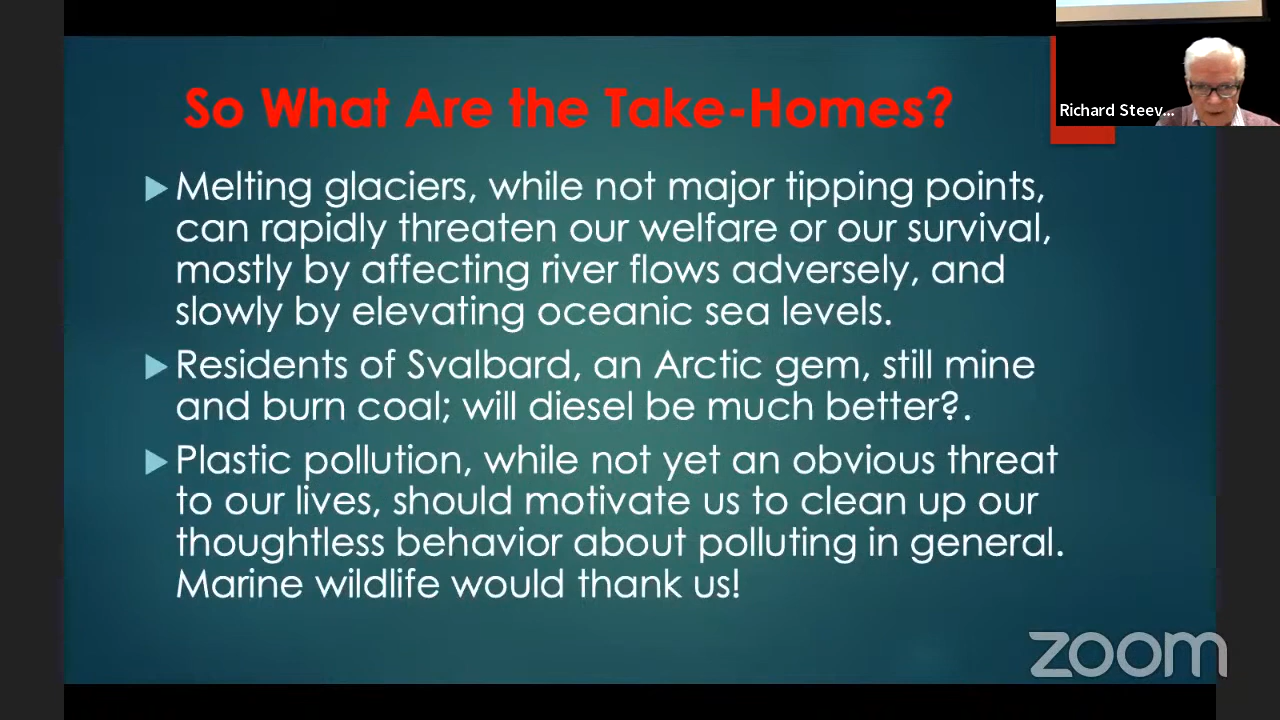 So What Are the Take-Homes?
Richard Steev...
Melting glaciers, while not major tipping points,
can rapidly threaten our welfare or our survival,
mostly by affecting river flows adversely, and
slowly by elevating oceanic sea levels.
Residents of Svalbard, an Arctic gem, still mine
and burn coal; will diesel be much better?.
Plastic pollution, while not yet an obvious threat
to our lives, should motivate us to clean up our
thoughtless behavior about polluting in general.
Marine wildlife would thank us!
zoom